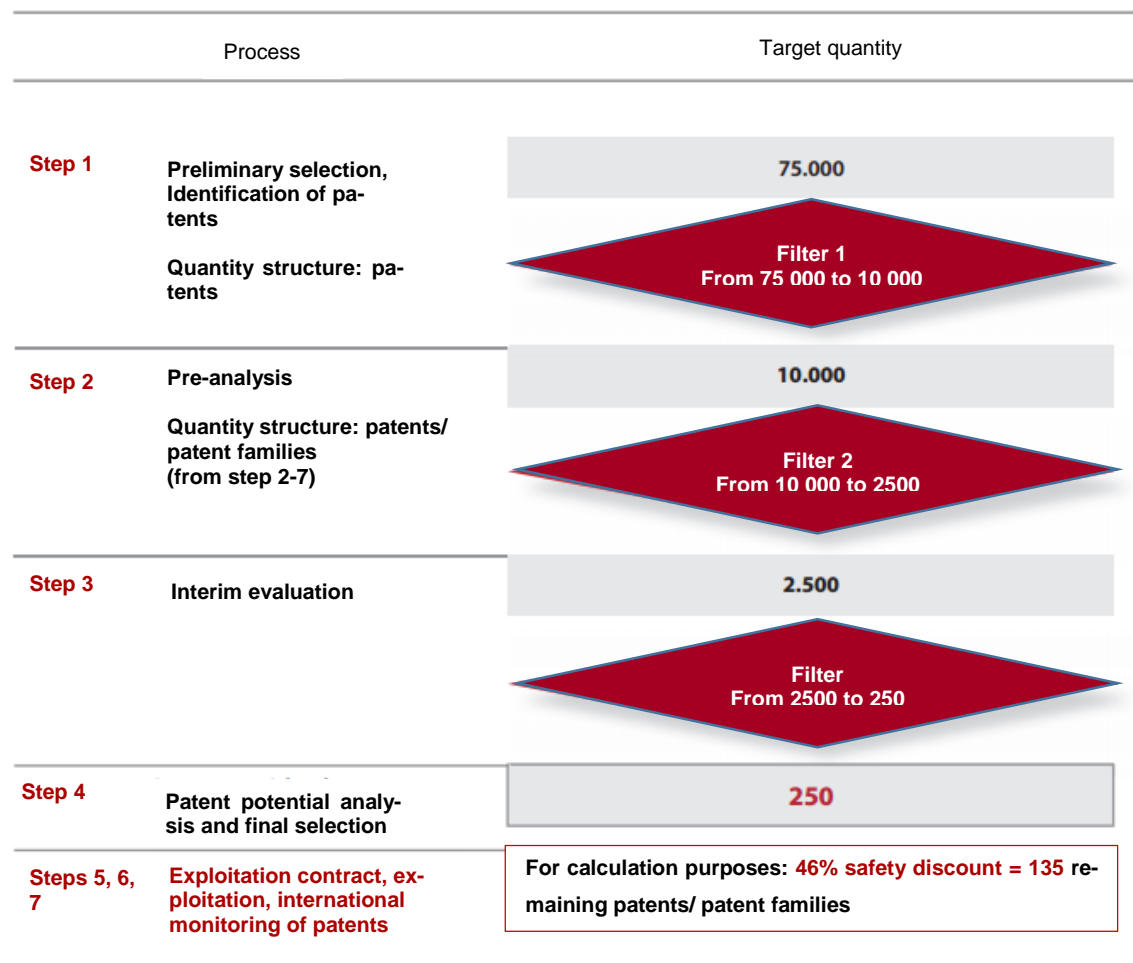 Process
Target quantity
Step 1
Preliminary selection,
Identification of pa-
tents
Quantity structure: pa-
tents
75.000
Filter 1
From 75 000 to 10 000
Step 2
Pre-analysis
Quantity structure: patents/
patent families
(from step 2-7)
10.000
Filter 2
From 10 000 to 2500
Step 3
Interim evaluation
2.500
Filter
From 2500 to 250
Step 4
Patent potential analy-
sis and final selection
250
Steps 5, 6,
7
Exploitation contract, ex-
ploitation, international
monitoring of patents
For calculation purposes: 46% safety discount = 135 re-
maining patents/ patent families